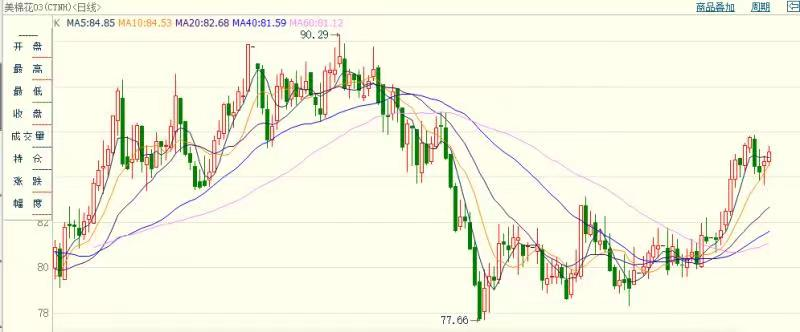 美棉花03(CTNH)<日线>
商品叠加 周期
K MA5:84.85 MA10:84.53 MA20:82.68 MA40:81.59 MA60:81.12
开 盘
最 高
最 低
收 盘
成交量
持 仓
涨 跌
幅 度
90.29
82
80
78
77.66